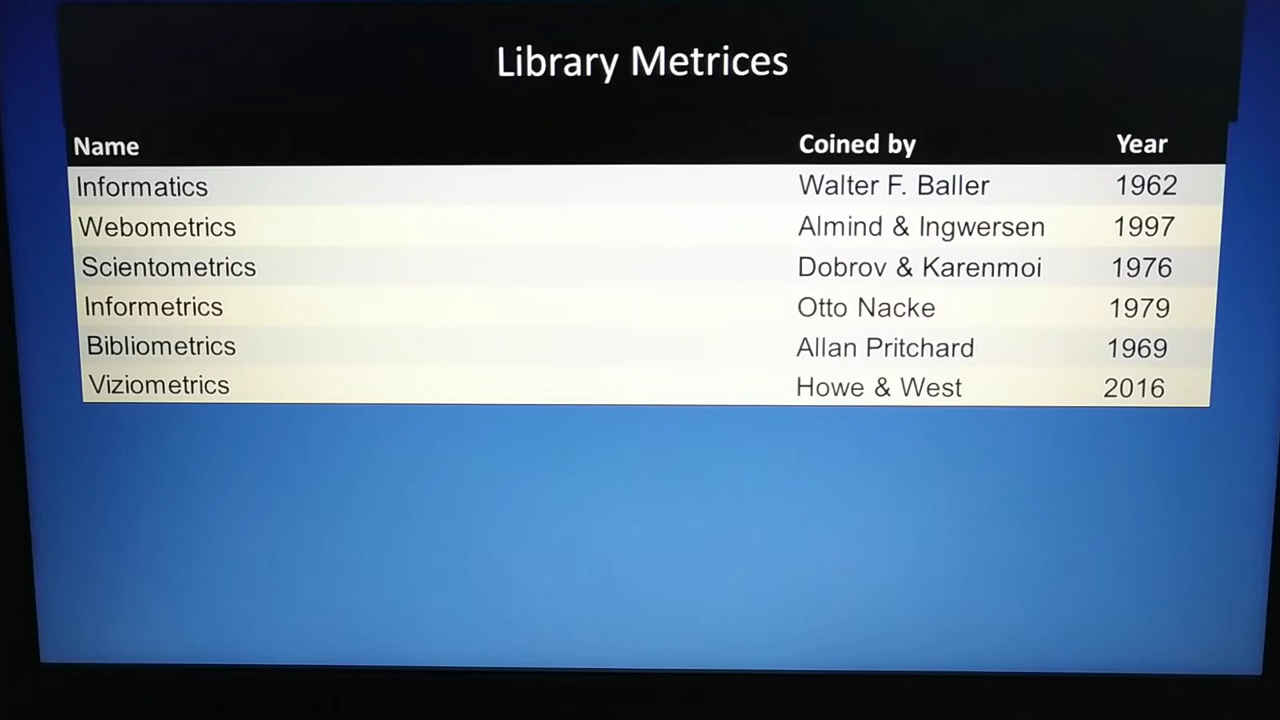 Library Metrices
Name Coined by Year
Informatics Walter F. Baller 1962
Webometrics Almind & Ingwersen 1997
Scientometrics Dobrov & Karenmoi 1976
Informetrics Otto Nacke 1979
Bibliometrics Allan Pritchard 1969
Viziometrics Howe & West 2016